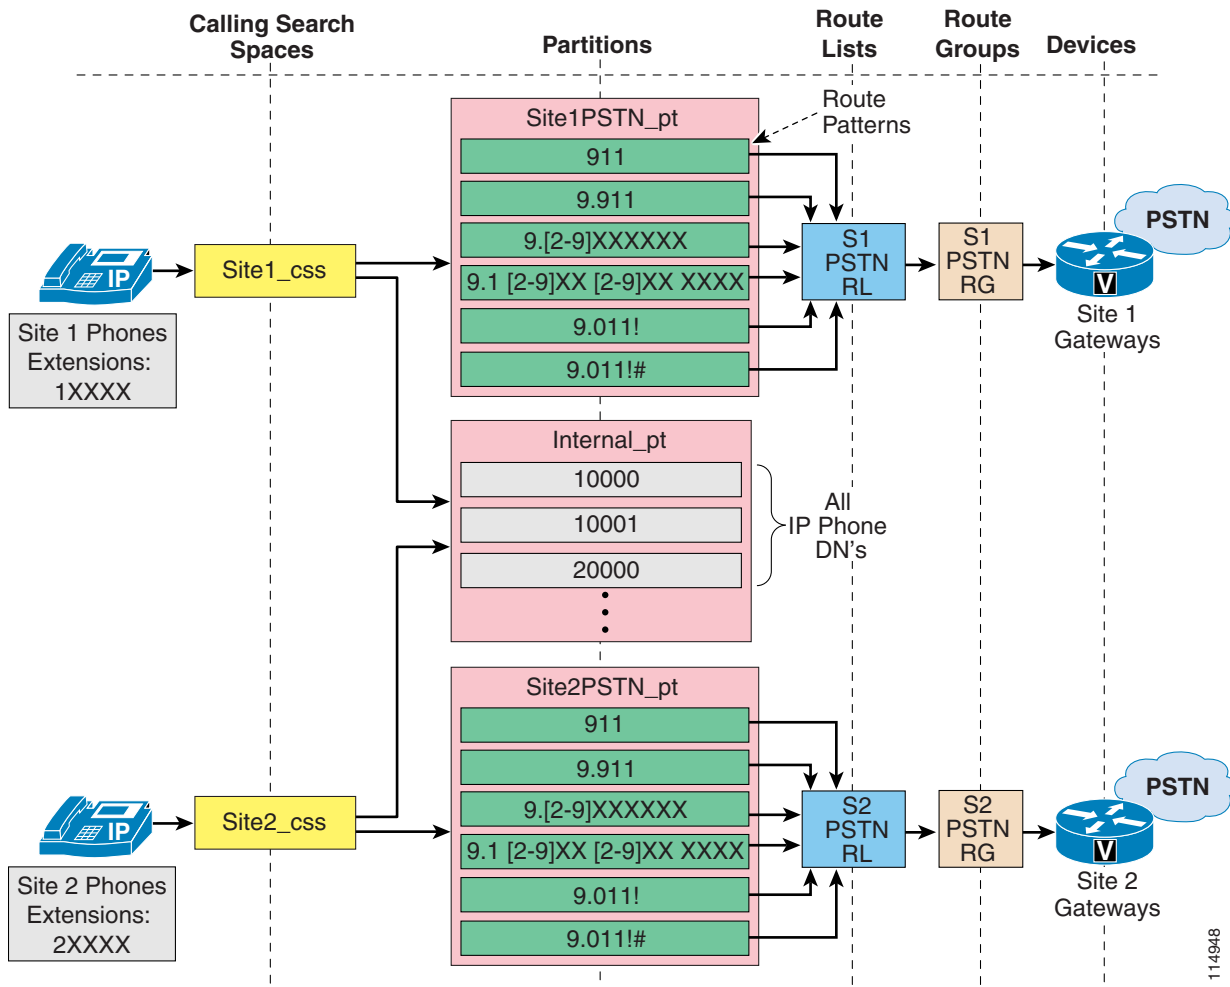 Calling Search
Spaces
Partitions
Route
Lists
Route
Groups
Devices
Site1PSTN_pt
Route
Patterns
911
9.911
9.[2-9]XXXXXX
9.1 [2-9]XX [2-9]XX XXXX
9.011!
9.011!#
IP
Site1_css
S1
PSTN
RL
S1
PSTN
RG
PSTN
V
Site 1
Gateways
Site 1 Phones
Extensions:
1XXXX
Internal_pt
10000
10001
20000
All
IP Phone
DN's
Site2PSTN_pt
911
9.911
9.[2-9]XXXXXX
9.1 [2-9]XX [2-9]XX XXXX
9.011!
9.011!#
IP
Site2_css
S2
PSTN
RL
S2
PSTN
RG
PSTN
V
Site 2
Gateways
Site 2 Phones
Extensions:
2XXXX
114948